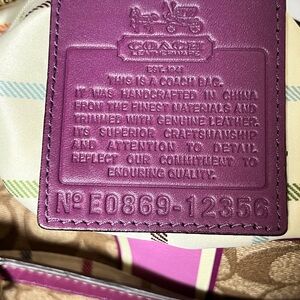 COACH
LEATHERWARE
EST. 1941
THIS IS A COACH BAG.
IT WAS HANDCRAFTED IN CHINA
FROM THE FINEST MATERIALS AND
TRIMMED WITH GENUINE LEATHER.
ITS SUPERIOR CRAFTSMANSHIP
AND ATTENTION TO DETAIL
REFLECT OUR COMMITMENT TO
ENDURING QUALITY.
Nº E0869-12356